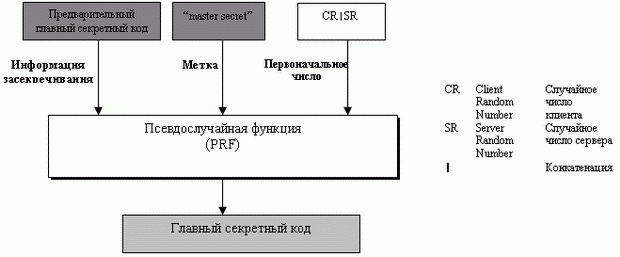 Предварительный
главный секретный код
“master secret”
CR|SR
Информация
засекречивания
Метка
Первоначальное
число
Псевдослучайная функция
(PRF)
Главный секретный код
CR Client Случайное
Random число
Number клиента
SR Server Случайное
Random число сервера
Number
| Конкатенация